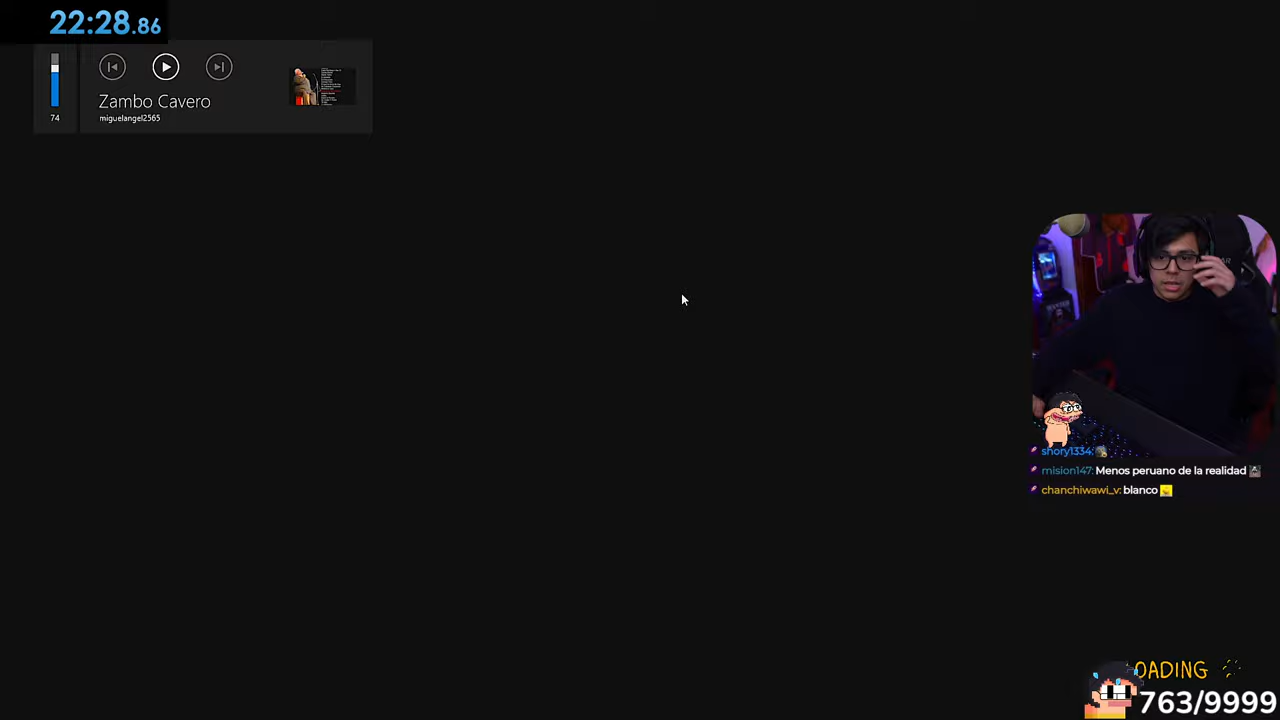 22:28.86
Zambo Cavero
miguelangel2565
74
shory1334:
mision147: Menos peruano de la realidad
chanchiwawi_v: blanco
OADING
763/9999